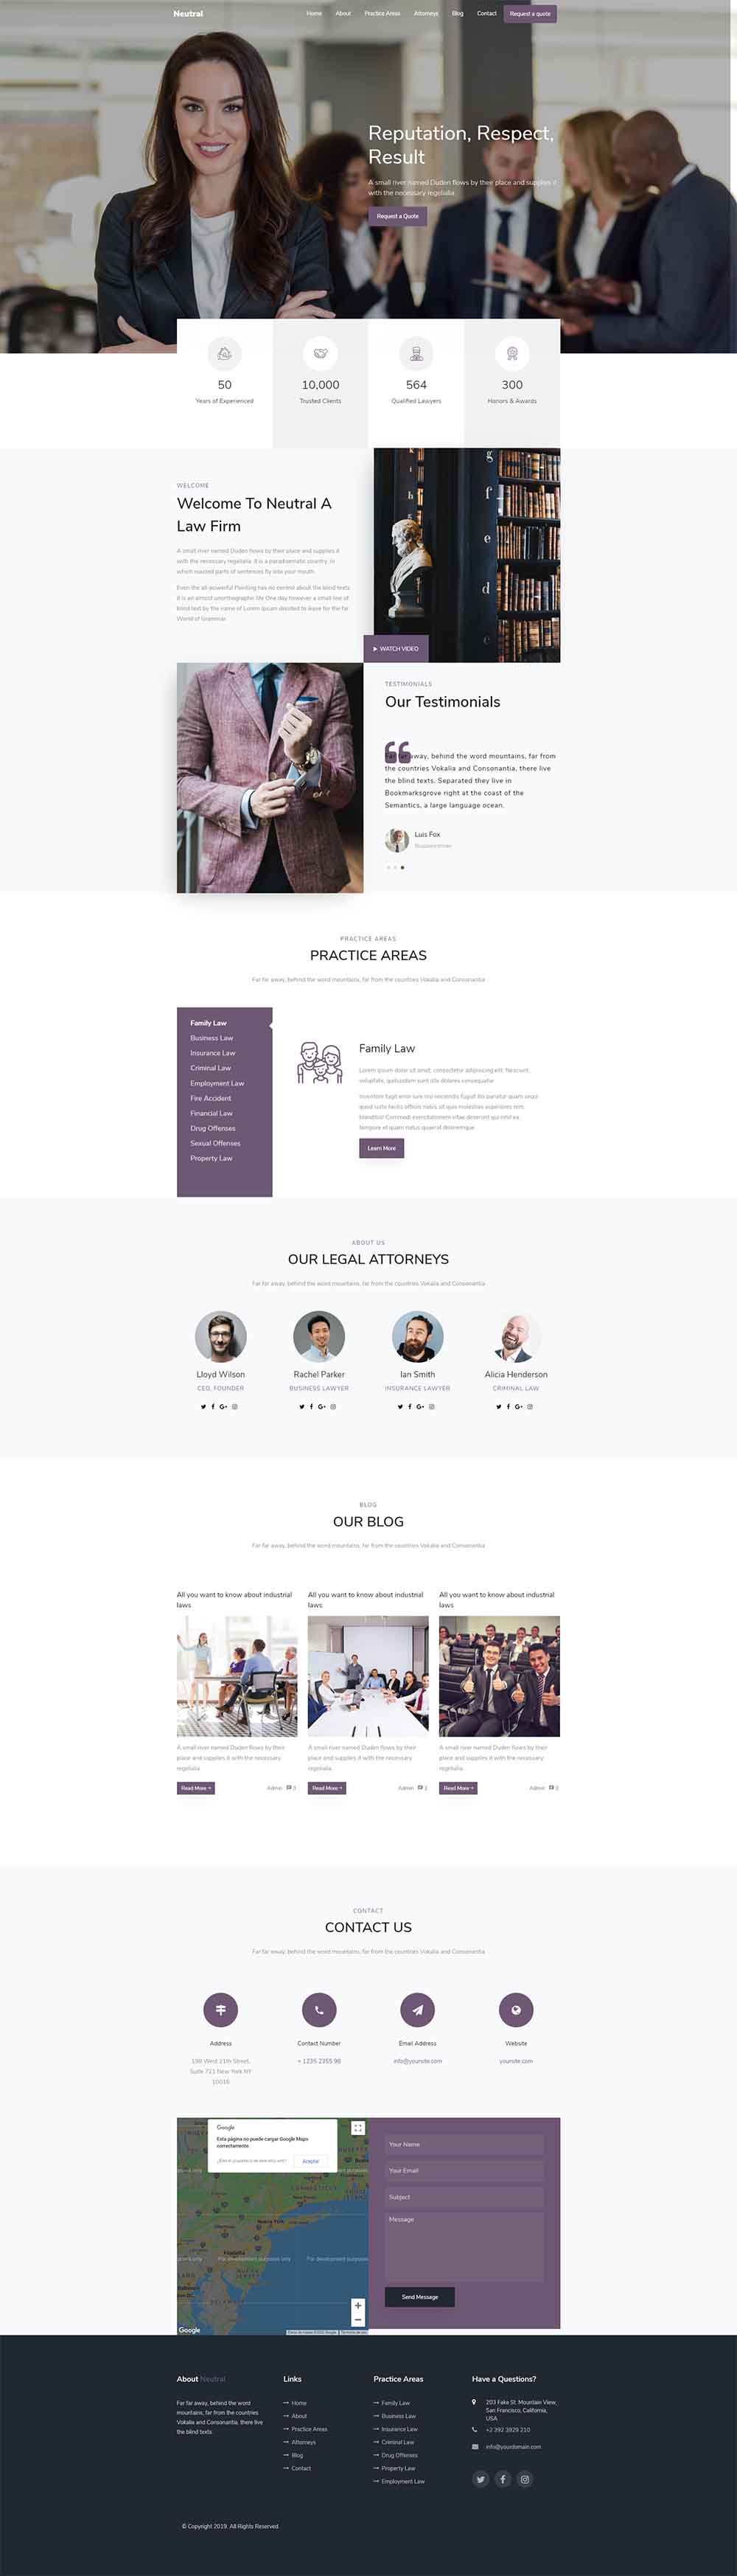 Neutral
Home About Practice Areas Attorneys Blog Contact Request a quote
Reputation, Respect,
Result
A small river named Duden flows by their place and supplies it
with the necessary regelialia
Request a Quote
50
Years of Experienced
10,000
Trusted Clients
564
Qualified Lawyers
300
Honors & Awards
WELCOME
Welcome To Neutral A
Law Firm
A small river named Duden flows by their place and supplies it
with the necessary regelialia. It is a paradisematic country, in
which roasted parts of sentences fly into your mouth.
Even the all-powerful Pointing has no control about the blind texts
it is an almost unorthographic life One day however a small line of
blind text by the name of Lorem Ipsum decided to leave for the far
World of Grammar.
g
f
e
d
c
WATCH VIDEO
TESTIMONIALS
Our Testimonials
Far far away, behind the word mountains, far from
the countries Vokalia and Consonantia, there live
the blind texts. Separated they live in
Bookmarksgrove right at the coast of the
Semantics, a large language ocean.
Luis Fox
Businessman
PRACTICE AREAS
PRACTICE AREAS
Far far away, behind the word mountains, far from the countries Vokalia and Consonantia
Family Law
Business Law
Insurance Law
Criminal Law
Employment Law
Fire Accident
Financial Law
Drug Offenses
Sexual Offenses
Property Law
Family Law
Lorem ipsum dolor sit amet, consectetur adipisicing elit. Nesciunt
voluptate, quibusdam sunt iste dolores consequatur
Inventore fugit error iure nisi reiciendis fugiat illo pariatur quam sequi
quod iusto facilis officiis nobis sit quis molestias asperiores rem,
blanditiis! Commodi exercitationem vitae deserunt qui nihil ea,
tempore et quam natus quaerat doloremque.
Learn More
ABOUT US
OUR LEGAL ATTORNEYS
Far far away, behind the word mountains, far from the countries Vokalia and Consonantia
Lloyd Wilson
CEO, FOUNDER
Rachel Parker
BUSINESS LAWYER
Ian Smith
INSURANCE LAWYER
Alicia Henderson
CRIMINAL LAW
BLOG
OUR BLOG
Far far away, behind the word mountains, far from the countries Vokalia and Consonantia
All you want to know about industrial
laws
A small river named Duden flows by their
place and supplies it with the necessary
regelialia.
Read More
Admin 3
All you want to know about industrial
laws
A small river named Duden flows by their
place and supplies it with the necessary
regelialia.
Read More
Admin 3
All you want to know about industrial
laws
A small river named Duden flows by their
place and supplies it with the necessary
regelialia.
Read More
Admin 3
CONTACT
CONTACT US
Far far away, behind the word mountains, far from the countries Vokalia and Consonantia
Address
198 West 21th Street,
Suite 721 New York NY
10016
Contact Number
+ 1235 2355 98
Email Address
info@yoursite.com
Website
yoursite.com
Google
Esta página no puede cargar Google Maps
correctamente.
Aceptar
For development purposes only
For development purposes
Google
Your Name
Your Email
Subject
Message
Send Message
About Neutral
Far far away, behind the word
mountains, far from the countries
Vokalia and Consonantia, there live
the blind texts.
Links
Home
About
Practice Areas
Attorneys
Blog
Contact
Practice Areas
Family Law
Business Law
Insurance Law
Criminal Law
Drug Offenses
Property Law
Employment Law
Have a Questions?
203 Fake St. Mountain View,
San Francisco, California,
USA
+2 392 3929 210
info@yourdomain.com
© Copyright 2019. All Rights Reserved.